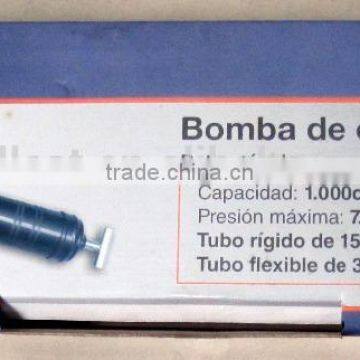 Bomba de
trade.china.cn
Capacidad: 1.000c
Presión máxima: 7.
Tubo rígido de 15
Tubo flexible de 3